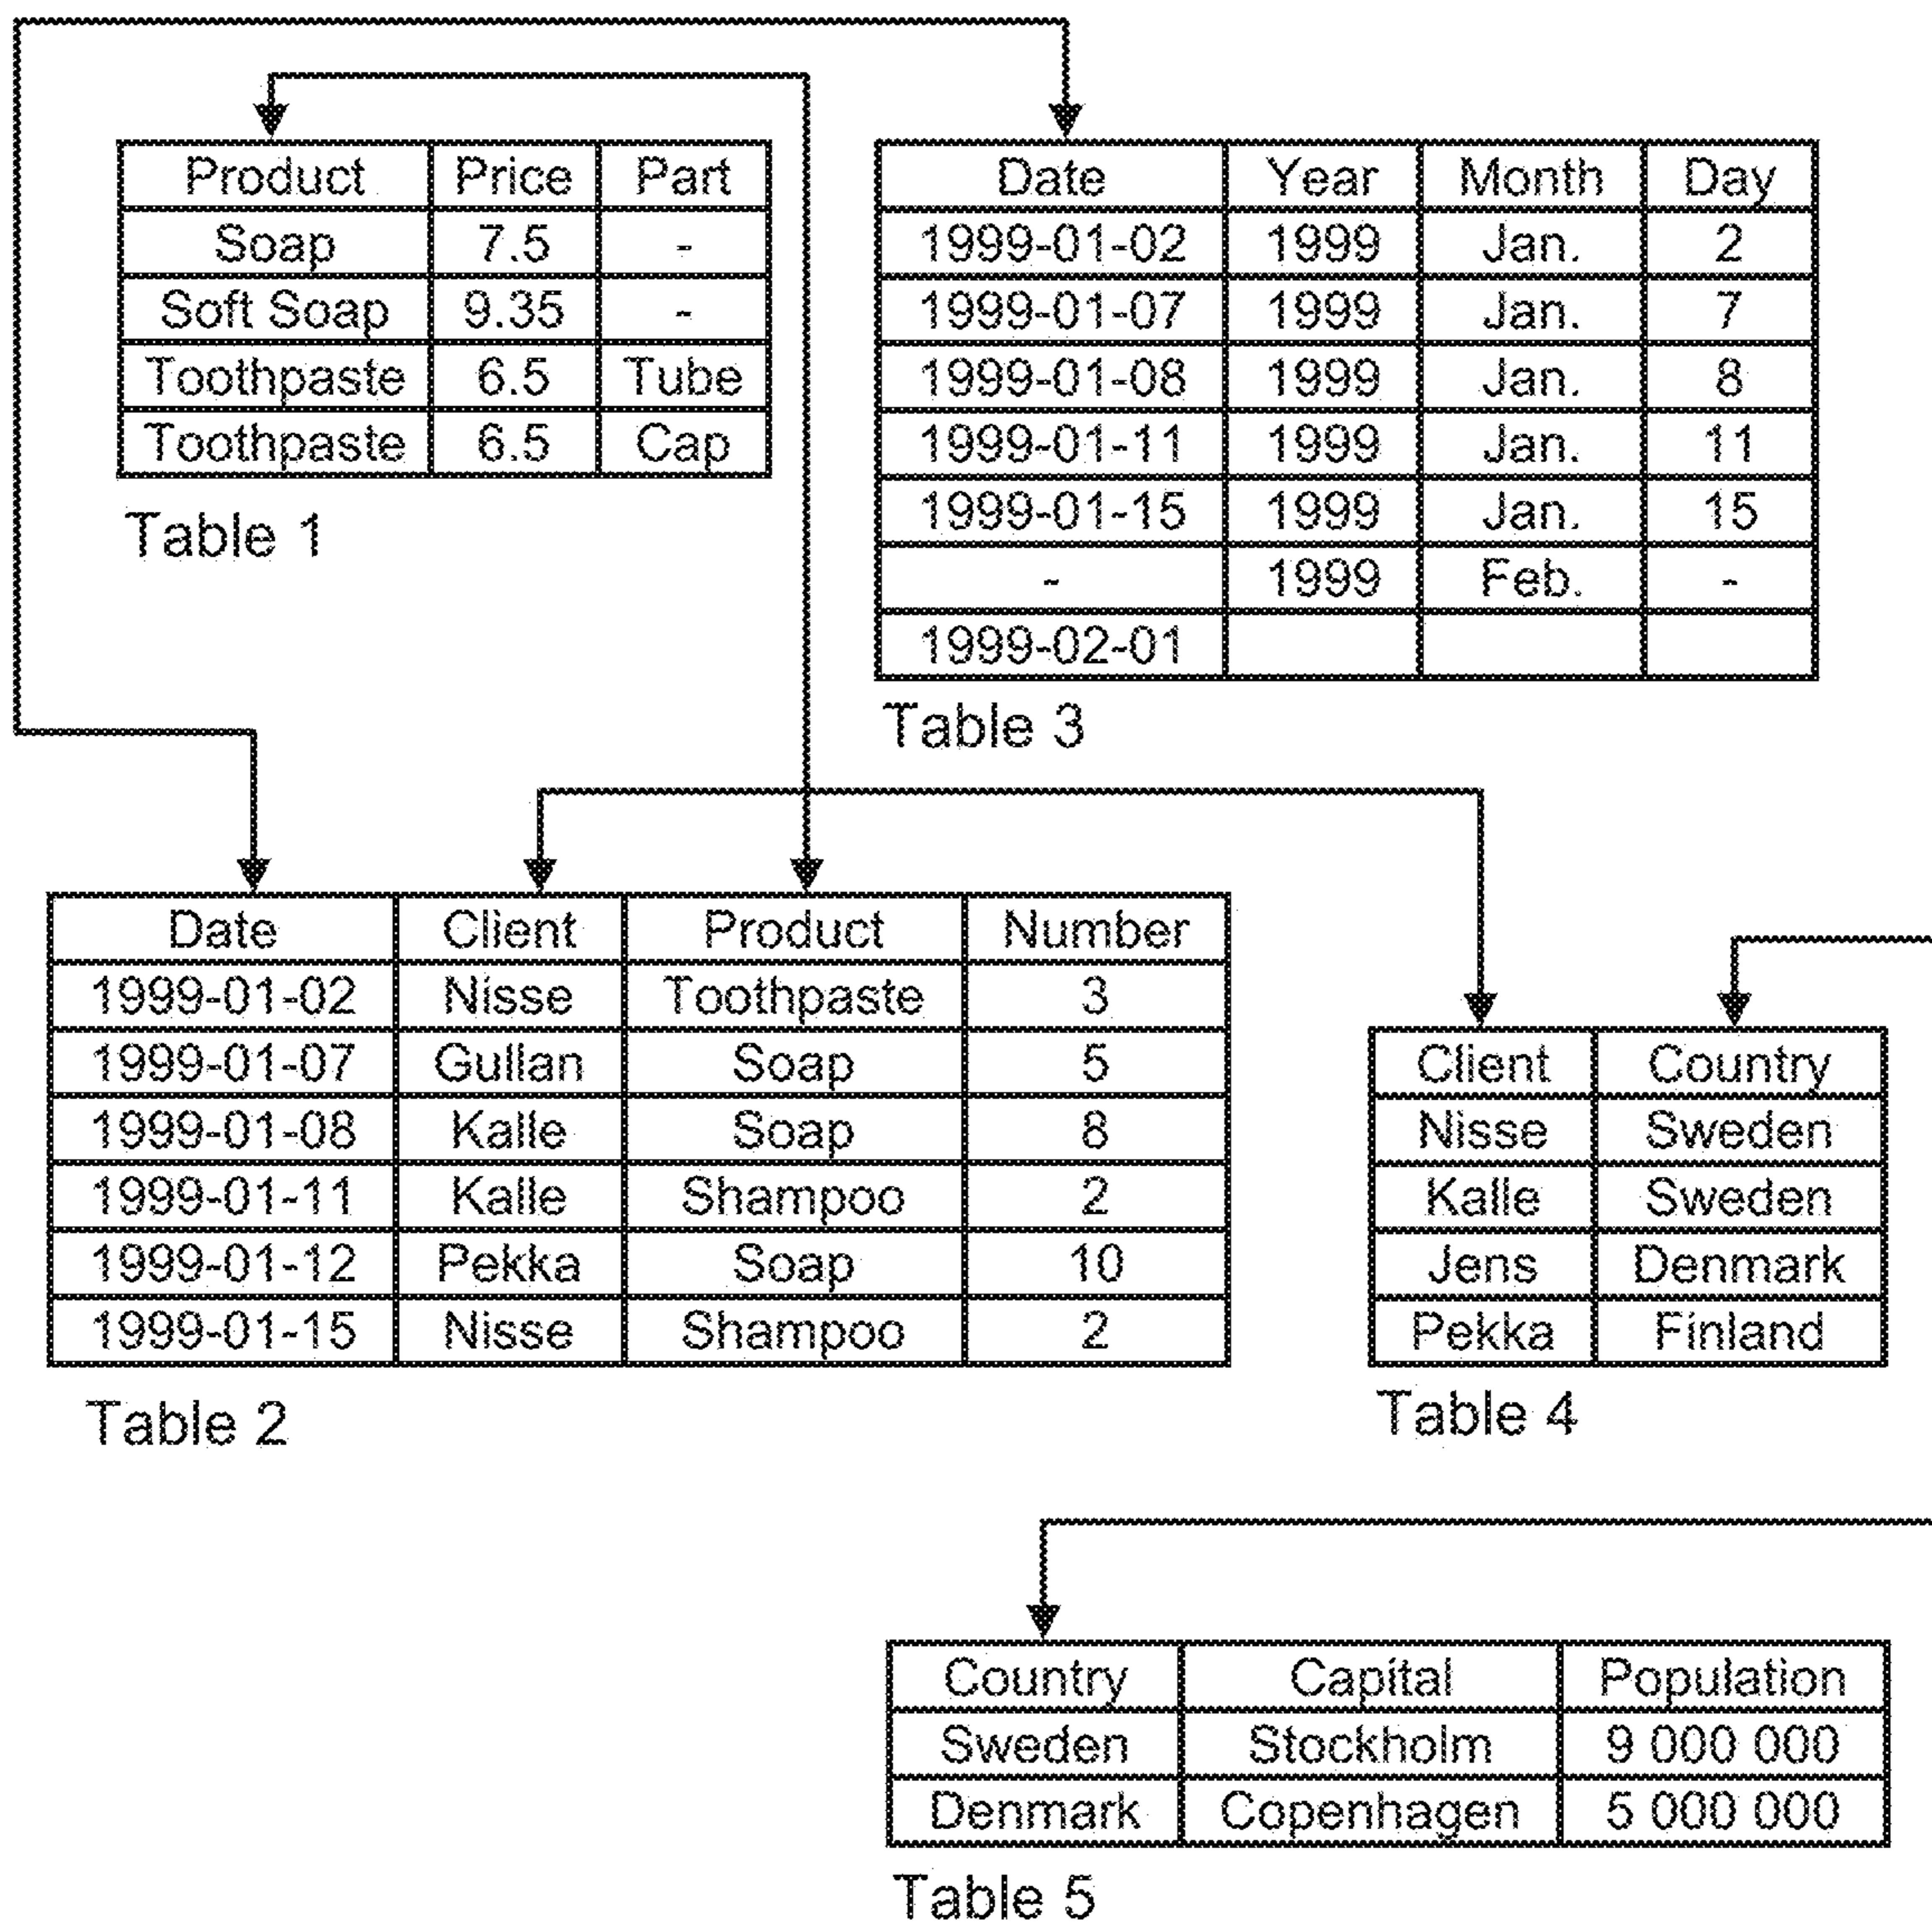 Product Price Part
Soap 7.5 -
Soft Soap 9.35 -
Toothpaste 6.5 Tube
Toothpaste 6.5 Cap
Table 1
Date Year Month Day
1999-01-02 1999 Jan. 2
1999-01-07 1999 Jan. 7
1999-01-08 1999 Jan. 8
1999-01-11 1999 Jan. 11
1999-01-15 1999 Jan. 15
- 1999 Feb. -
1999-02-01
Table 3
Date Client Product Number
1999-01-02 Nisse Toothpaste 3
1999-01-07 Gullan Soap 5
1999-01-08 Kalle Soap 8
1999-01-11 Kalle Shampoo 2
1999-01-12 Pekka Soap 10
1999-01-15 Nisse Shampoo 2
Table 2
Client Country
Nisse Sweden
Kalle Sweden
Jens Denmark
Pekka Finland
Table 4
Country Capital Population
Sweden Stockholm 9 000 000
Denmark Copenhagen 5 000 000
Table 5